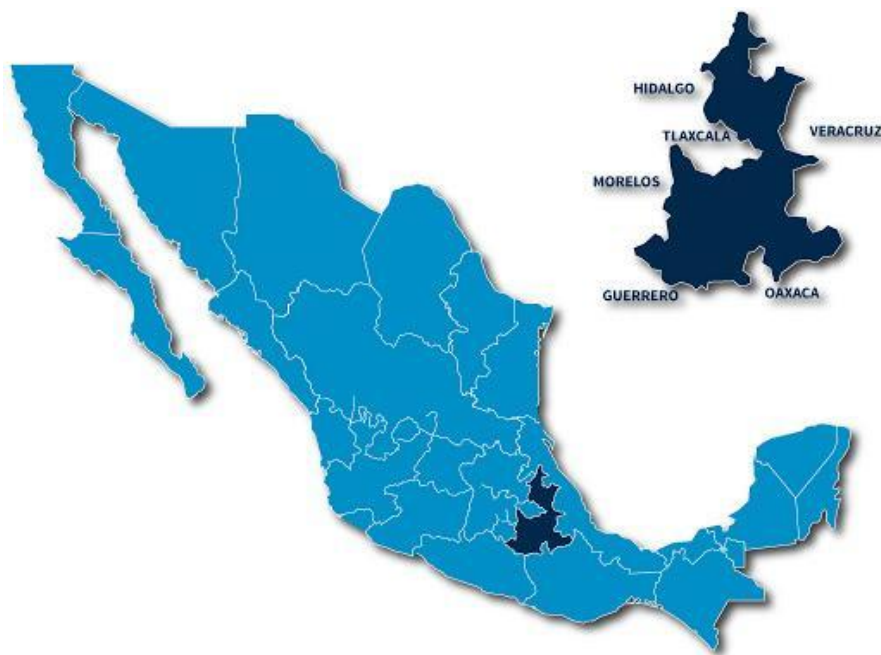 HIDALGO
TLAXCALA
VERACRUZ
MORELOS
GUERRERO
OAXACA